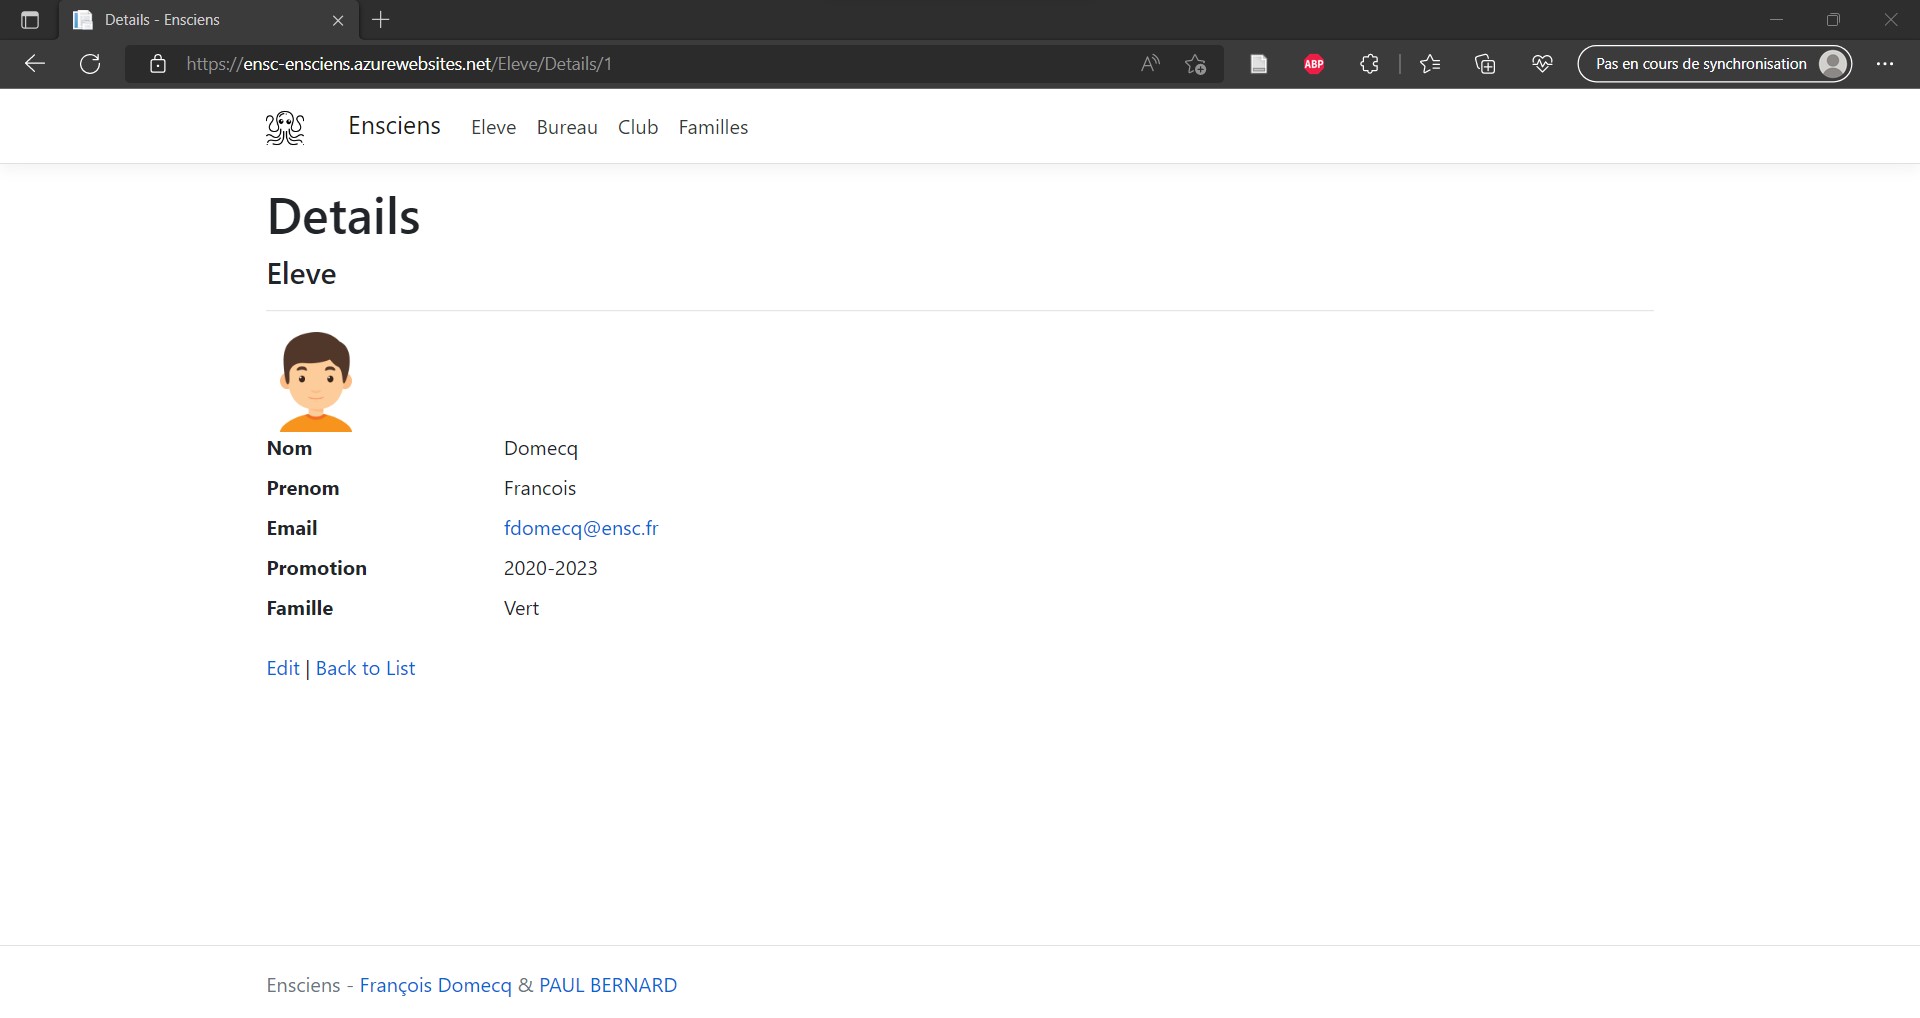 Details - Ensciens
https://ensc-ensciens.azurewebsites.net/Eleve/Details/1
A
ABP
Pas en cours de synchronisation
Ensciens Eleve Bureau Club Familles
Details
Eleve
Nom Domecq
Prenom Francois
Email fdomecq@ensc.fr
Promotion 2020-2023
Famille Vert
Edit | Back to List
Ensciens - François Domecq & PAUL BERNARD